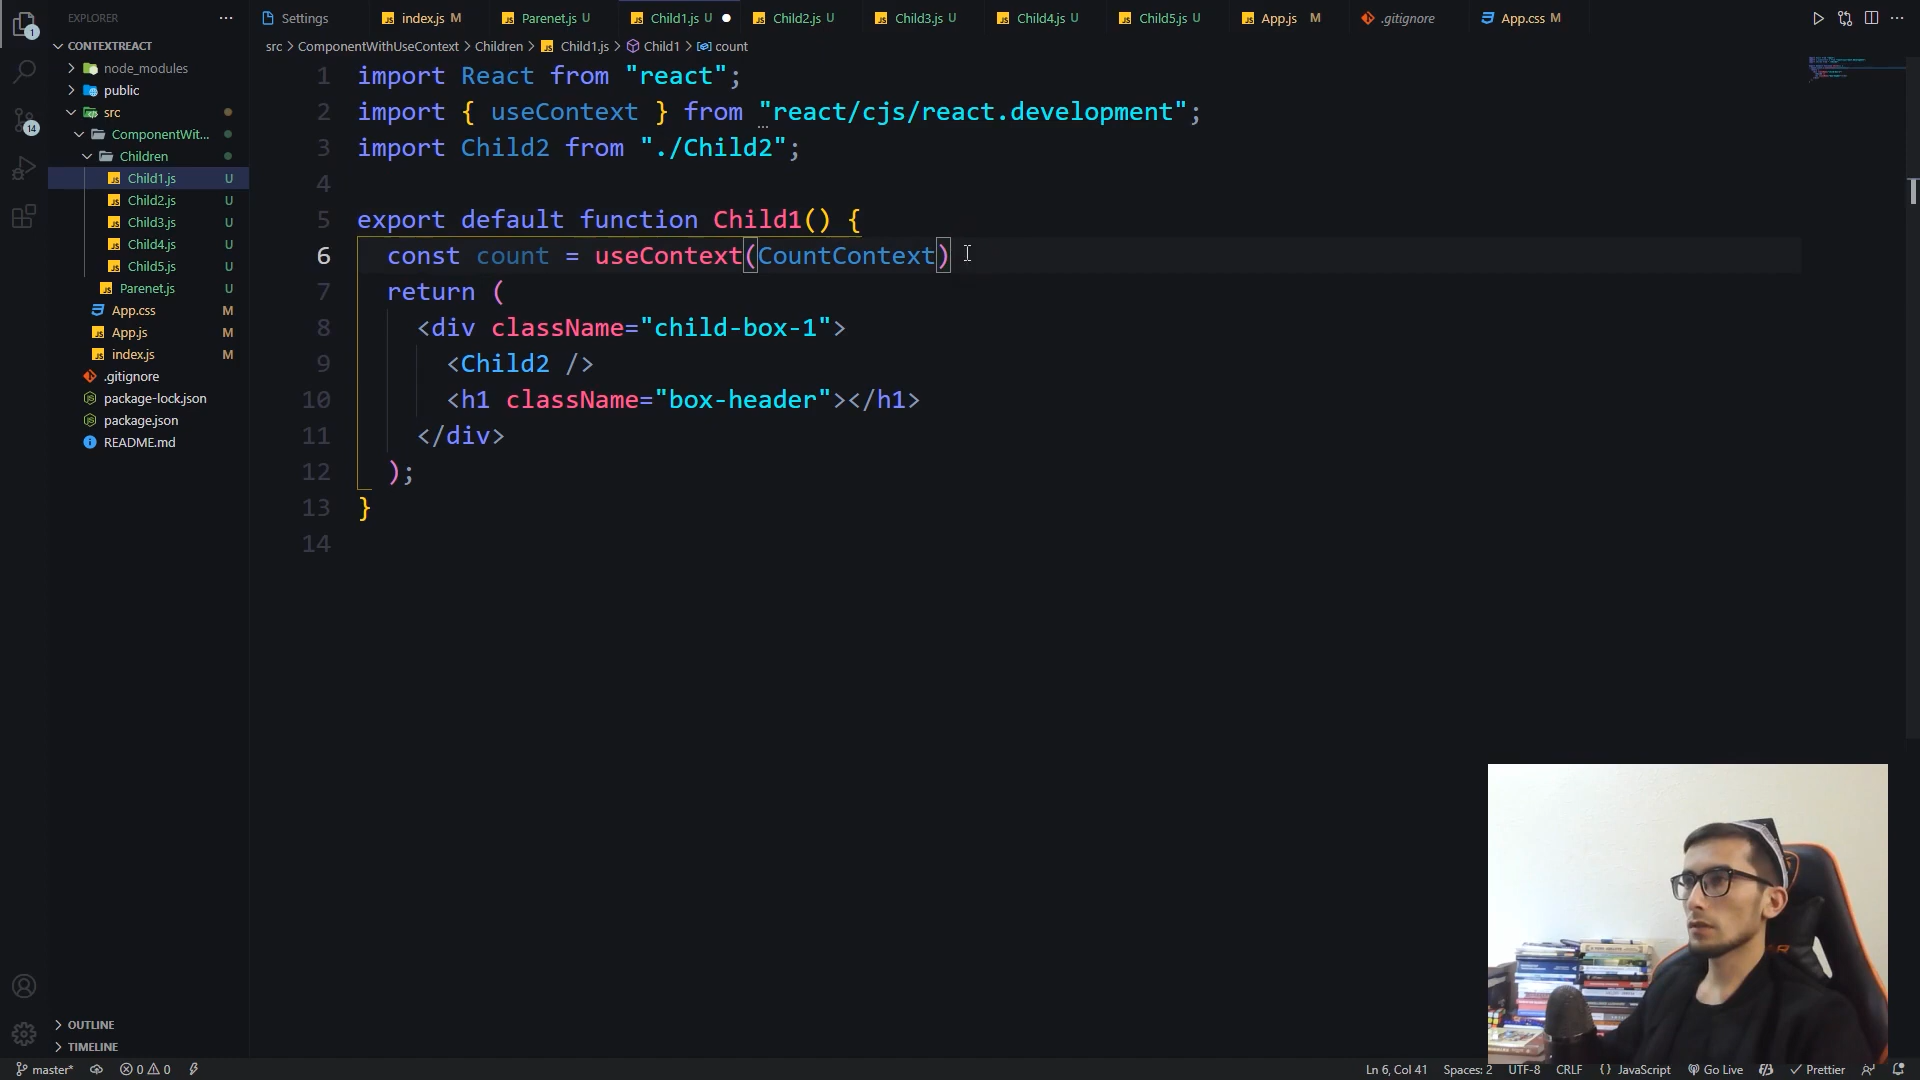 EXPLORER
Settings
index.js M
Parenet.js U
Child1.js U
Child2.js U
Child3.js U
Child4.js U
Child5.js U
App.js M
.gitignore
App.css M
CONTEXTREACT
src > ComponentWithUseContext > Children > Child1.js > Child1 > count
node_modules
public
src
ComponentWit...
Children
Child1.js U
Child2.js U
Child3.js U
Child4.js U
Child5.js U
Parenet.js U
App.css M
App.js M
index.js M
.gitignore
package-lock.json
package.json
README.md
1
14
1 import React from "react";
2 import { useContext } from "react/cjs/react.development";
3 import Child2 from "./Child2";
4
5 export default function Child1() {
6 const count = useContext(CountContext)
7 return (
8 <div className="child-box-1">
9 <Child2 />
10 <h1 className="box-header"></h1>
11 </div>
12 );
13 }
14
OUTLINE
TIMELINE
master* 0 0 Ln 6, Col 41 Spaces: 2 UTF-8 CRLF {} JavaScript Go Live Prettier